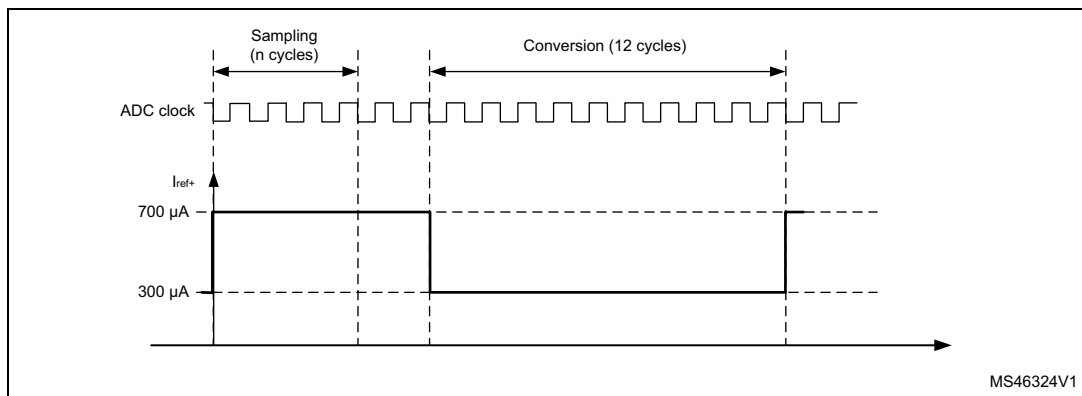 Sampling
(n cycles)
Conversion (12 cycles)
ADC clock
Iref+
700 µA
300 µA
MS46324V1